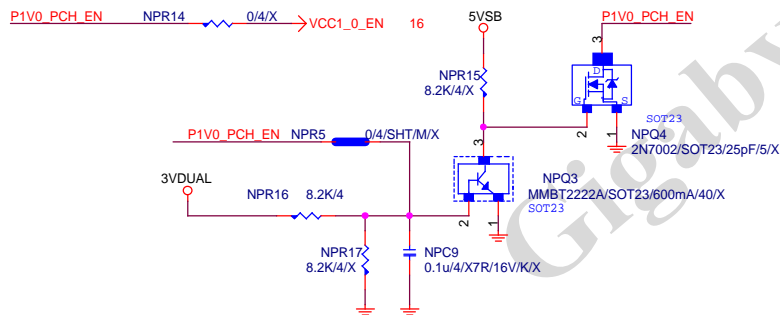 P1V0_PCH_EN NPR14 0/4/X VCC1_0_EN 16
5VSB
P1V0_PCH_EN
3
NPR15
8.2K/4/X
D
G S
SOT23
2 1
NPQ4
2N7002/SOT23/25pF/5/X
P1V0_PCH_EN NPR5 0/4/SHT/M/X
3
3VDUAL
NPR16 8.2K/4
NPQ3
MMBT2222A/SOT23/600mA/40/X
SOT23
2 1
NPR17
8.2K/4/X
NPC9
0.1u/4/X7R/16V/K/X
Gigaby